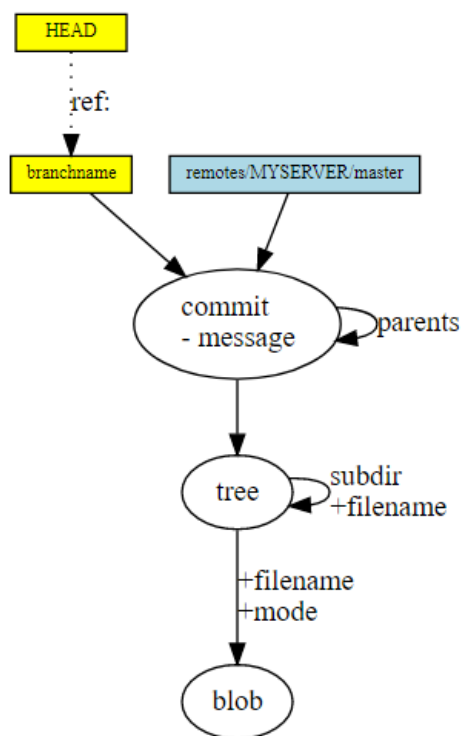 HEAD
ref:
branchname
remotes/MYSERVER/master
commit
- message
parents
tree
subdir
+filename
+filename
+mode
blob